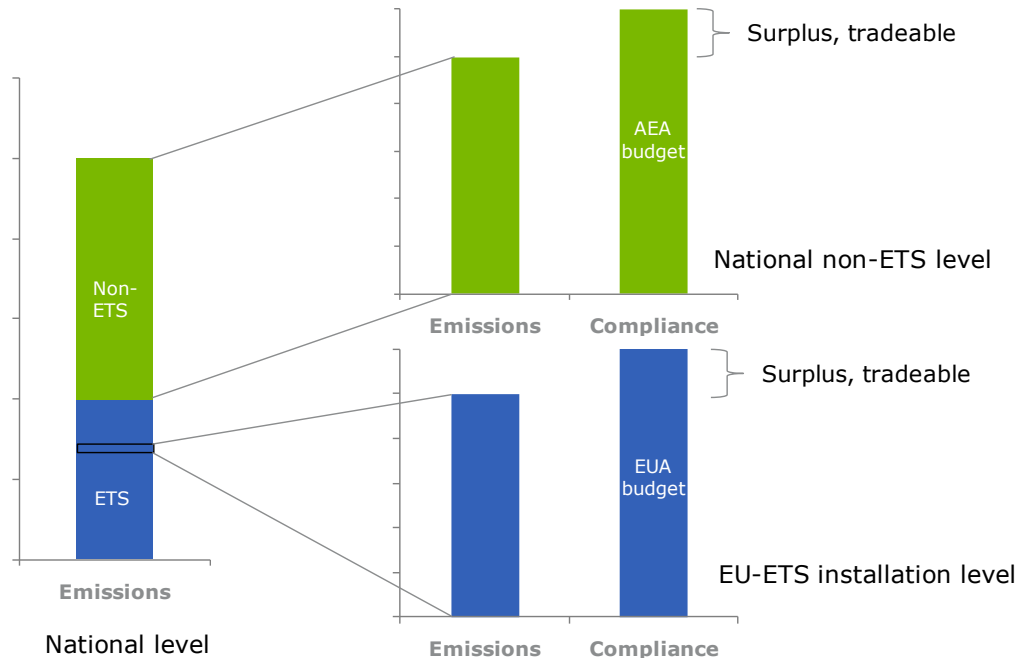 Non-
ETS
ETS
Emissions
National level
Surplus, tradeable
AEA
budget
National non-ETS level
Emissions
Compliance
Surplus, tradeable
EUA
budget
EU-ETS installation level
Emissions
Compliance